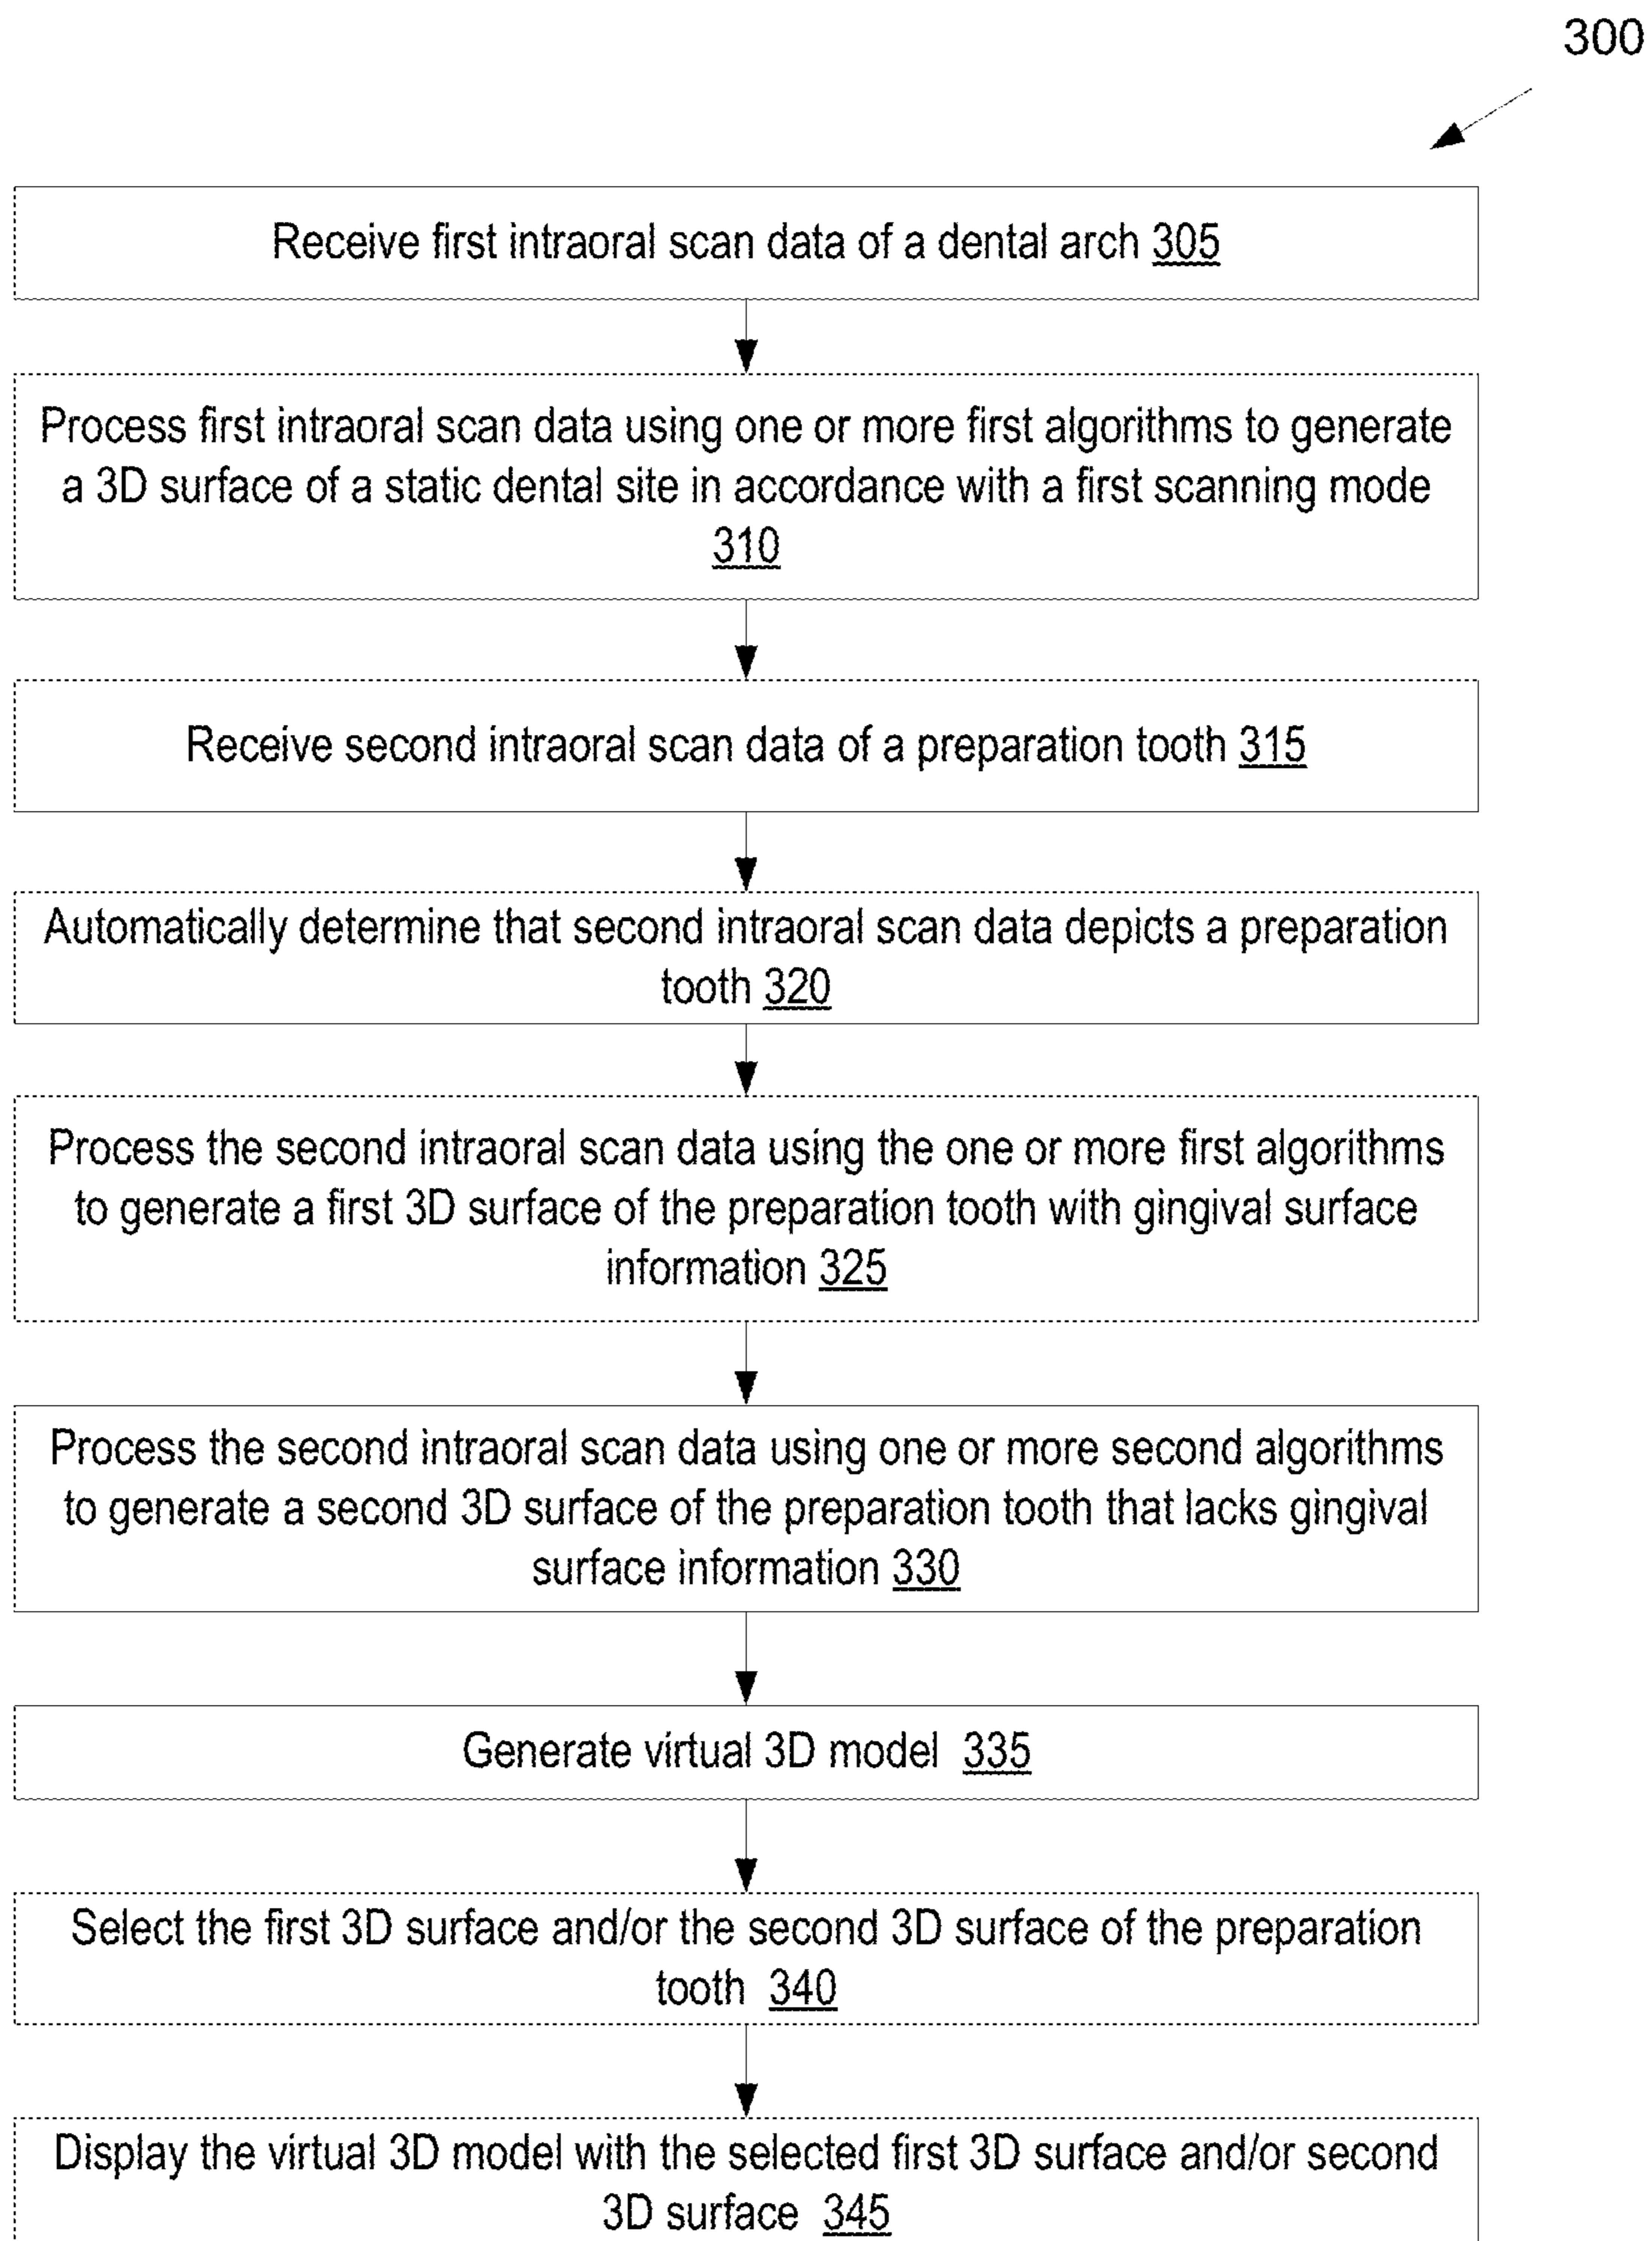 300
Receive first intraoral scan data of a dental arch 305
Process first intraoral scan data using one or more first algorithms to generate
a 3D surface of a static dental site in accordance with a first scanning mode
310
Receive second intraoral scan data of a preparation tooth 315
Automatically determine that second intraoral scan data depicts a preparation
tooth 320
Process the second intraoral scan data using the one or more first algorithms
to generate a first 3D surface of the preparation tooth with gingival surface
information 325
Process the second intraoral scan data using one or more second algorithms
to generate a second 3D surface of the preparation tooth that lacks gingival
surface information 330
Generate virtual 3D model 335
Select the first 3D surface and/or the second 3D surface of the preparation
tooth 340
Display the virtual 3D model with the selected first 3D surface and/or second
3D surface 345